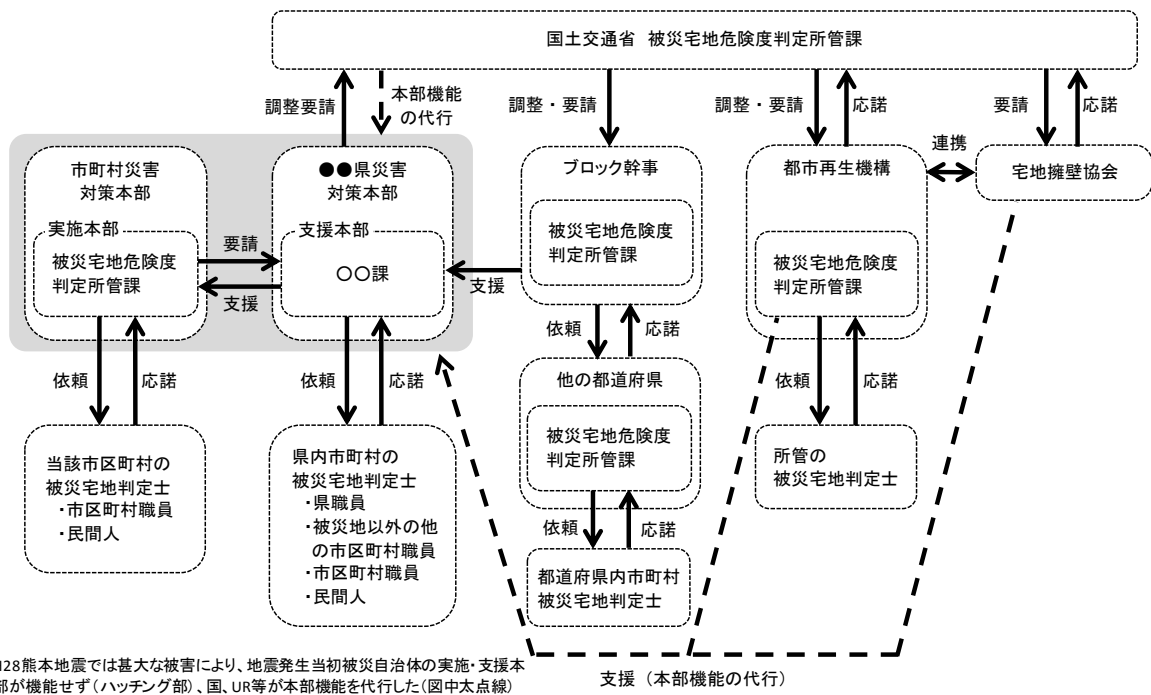 国土交通省 被災宅地危険度判定所管課
調整要請
本部機能
の代行
調整・要請
調整・要請
応諾
要請
応諾
市町村災害
対策本部
実施本部
被災宅地危険度
判定所管課
要請
支援
●●県災害
対策本部
支援本部
〇〇課
支援
ブロック幹事
被災宅地危険度
判定所管課
都市再生機構
被災宅地危険度
判定所管課
連携
宅地擁壁協会
依頼
応諾
依頼
応諾
依頼
応諾
依頼
応諾
当該市区町村の
被災宅地判定士
・市区町村職員
・民間人
県内市町村の
被災宅地判定士
・県職員
・被災地以外の他
の市区町村職員
・市区町村職員
・民間人
他の都道府県
被災宅地危険度
判定所管課
依頼
応諾
都道府県内市町村
被災宅地判定士
所管の
被災宅地判定士
28熊本地震では甚大な被害により、地震発生当初被災自治体の実施・支援本
部が機能せず(ハッチング部)、国、UR等が本部機能を代行した(図中太点線)
支援（本部機能の代行）